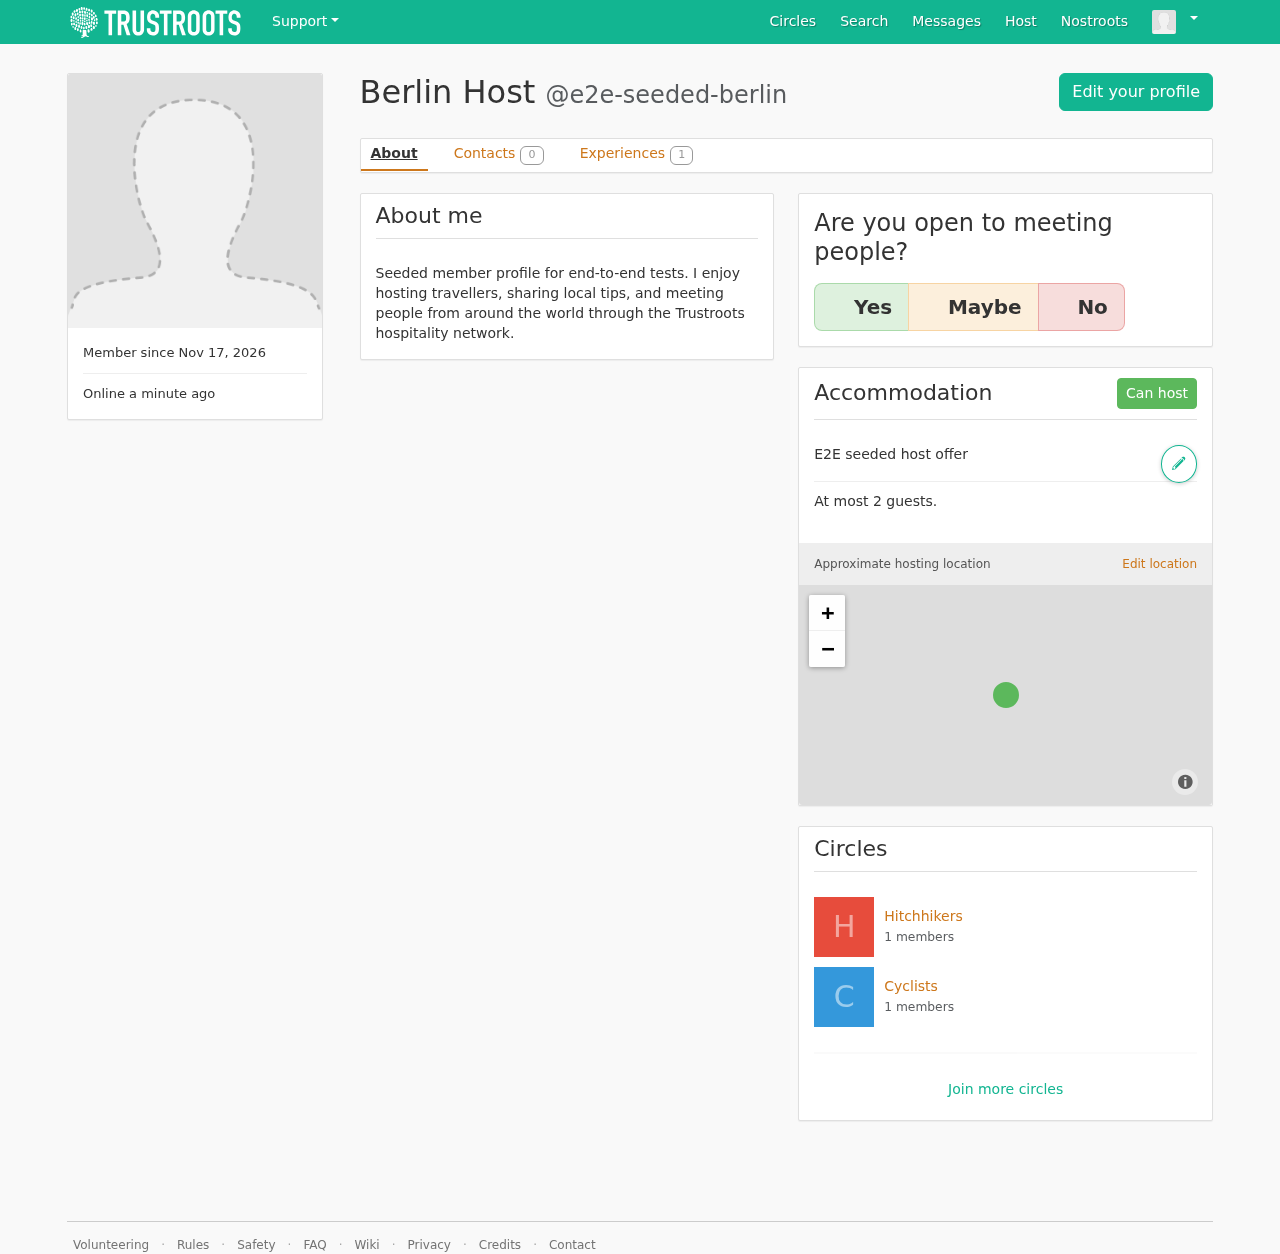 TRUSTROOTS Support Circles Search Messages Host Nostroots
Berlin Host @e2e-seeded-berlin Edit your profile
About Contacts 0 Experiences 1
Member since Nov 17, 2026
Online a minute ago
About me
Seeded member profile for end-to-end tests. I enjoy
hosting travellers, sharing local tips, and meeting
people from around the world through the Trustroots
hospitality network.
Are you open to meeting
people?
Yes Maybe No
Accommodation Can host
E2E seeded host offer
At most 2 guests.
Approximate hosting location Edit location
+
−
Circles
H Hitchhikers
1 members
C Cyclists
1 members
Join more circles
Volunteering · Rules · Safety · FAQ · Wiki · Privacy · Credits · Contact